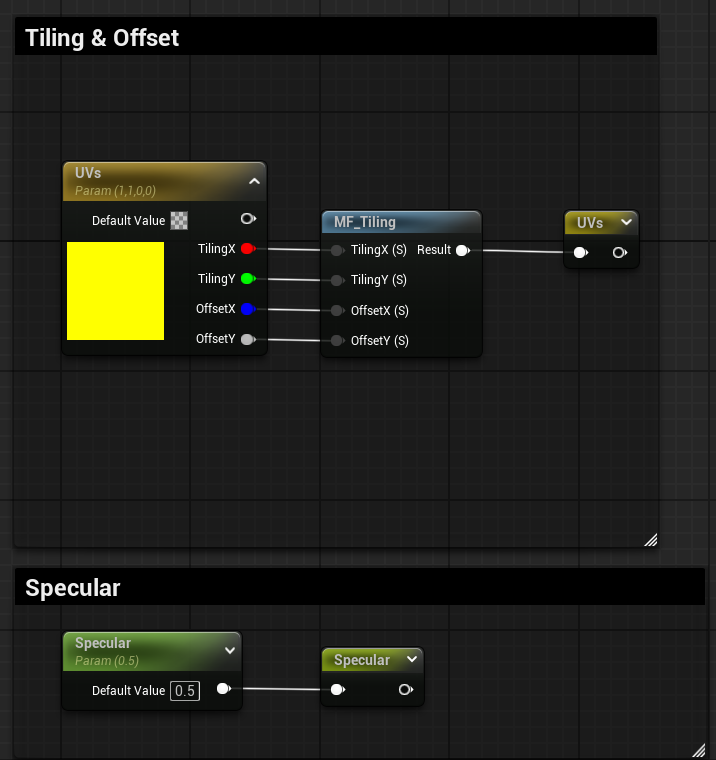 Tiling & Offset
UVs
Param (1,1,0,0)
Default Value
TilingX
TilingY
OffsetX
OffsetY
MF_Tiling
TilingX (S) Result
TilingY (S)
OffsetX (S)
OffsetY (S)
UVs
Specular
Specular
Param (0.5)
Default Value 0.5
Specular